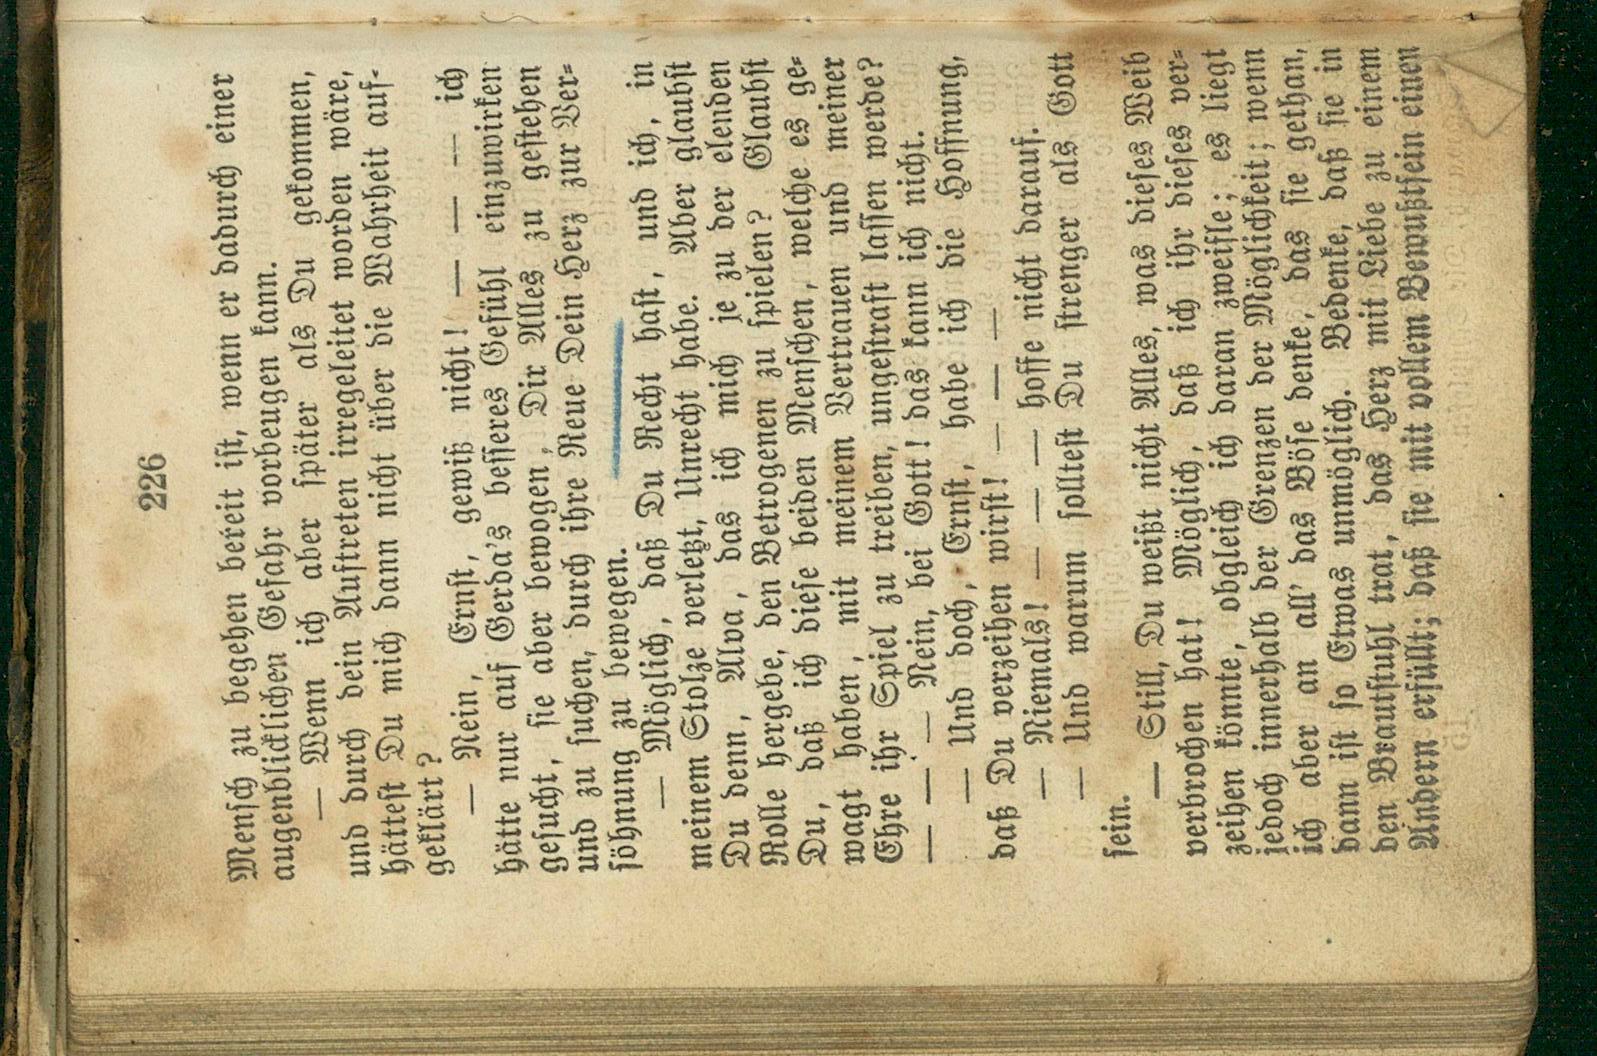 226
Mensch zu begehen bereit ist, wenn er dadurch einer
augenblicklichen Gefahr vorbeugen kann.
— Wenn ich aber später als Du gekommen,
und durch dein Auftreten irregeleitet worden wäre,
hättest Du mich dann nicht über die Wahrheit auf-
geklärt?
— Nein, Ernst, gewiß nicht! — — — ich
hätte nur auf Gerda's besseres Gefühl einzuwirken
gesucht, sie aber bewogen, Dir Alles zu gestehen
und zu suchen, durch ihre Reue Dein Herz zur Ver-
söhnung zu bewegen.
— Möglich, daß Du Recht hast, und ich, in
meinem Stolze verletzt, Unrecht habe. Aber glaubst
Du denn, Alva, das ich mich je zu der elenden
Rolle hergebe, den Betrogenen zu spielen? Glaubst
Du, daß ich diese beiden Menschen, welche es ge-
wagt haben, mit meinem Vertrauen und meiner
Ehre ihr Spiel zu treiben, ungestraft lassen werde?
— — — Nein, bei Gott! das kann ich nicht.
— Und doch, Ernst, habe ich die Hoffnung,
daß Du verzeihen wirst! — — —
— Niemals! — — — hoffe nicht darauf.
— Und warum solltest Du strenger als Gott
sein.
— Still, Du weißt nicht Alles, was dieses Weib
verbrochen hat! Möglich, daß ich ihr dieses ver-
zeihen könnte, obgleich ich daran zweifle; es liegt
jedoch innerhalb der Grenzen der Möglichkeit; wenn
ich aber an all' das Böse denke, das sie gethan,
dann ist so Etwas unmöglich. Bedenke, daß sie in
den Brautstuhl trat, das Herz mit Liebe zu einem
Andern erfüllt; daß sie mit vollem Bewußtsein einen